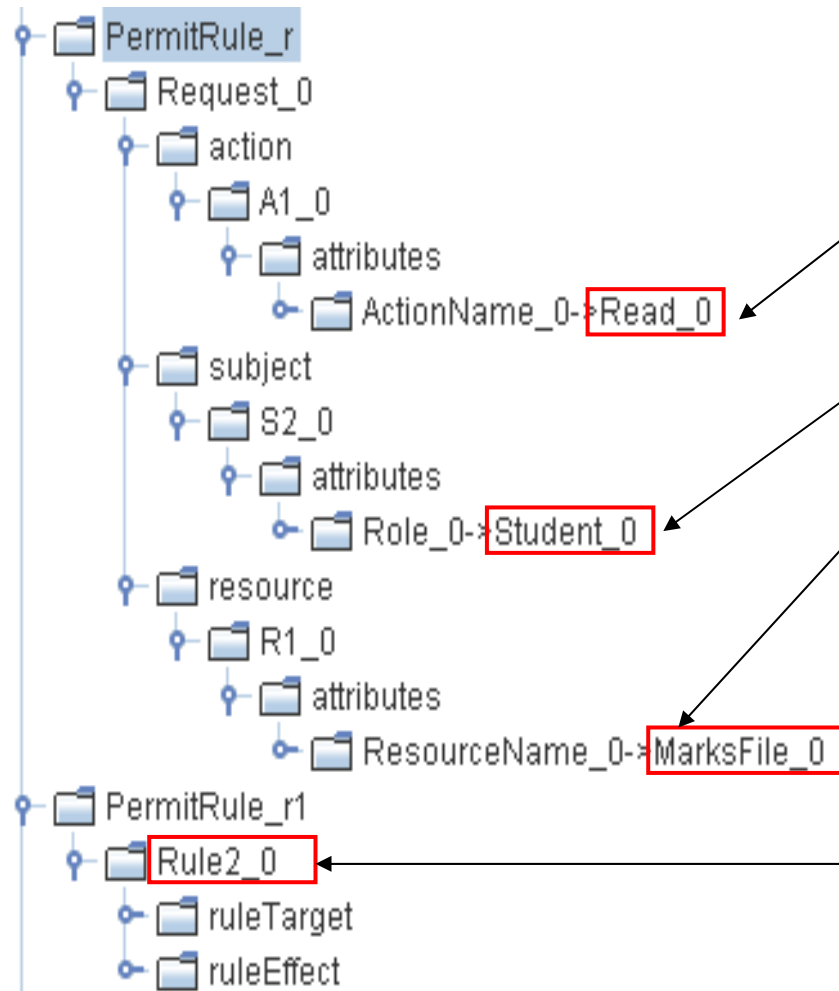 PermitRule_r
Request_0
action
A1_0
attributes
ActionName_0->Read_0
subject
S2_0
attributes
Role_0->Student_0
resource
R1_0
attributes
ResourceName_0->MarksFile_0
PermitRule_r1
Rule2_0
ruleTarget
ruleEffect